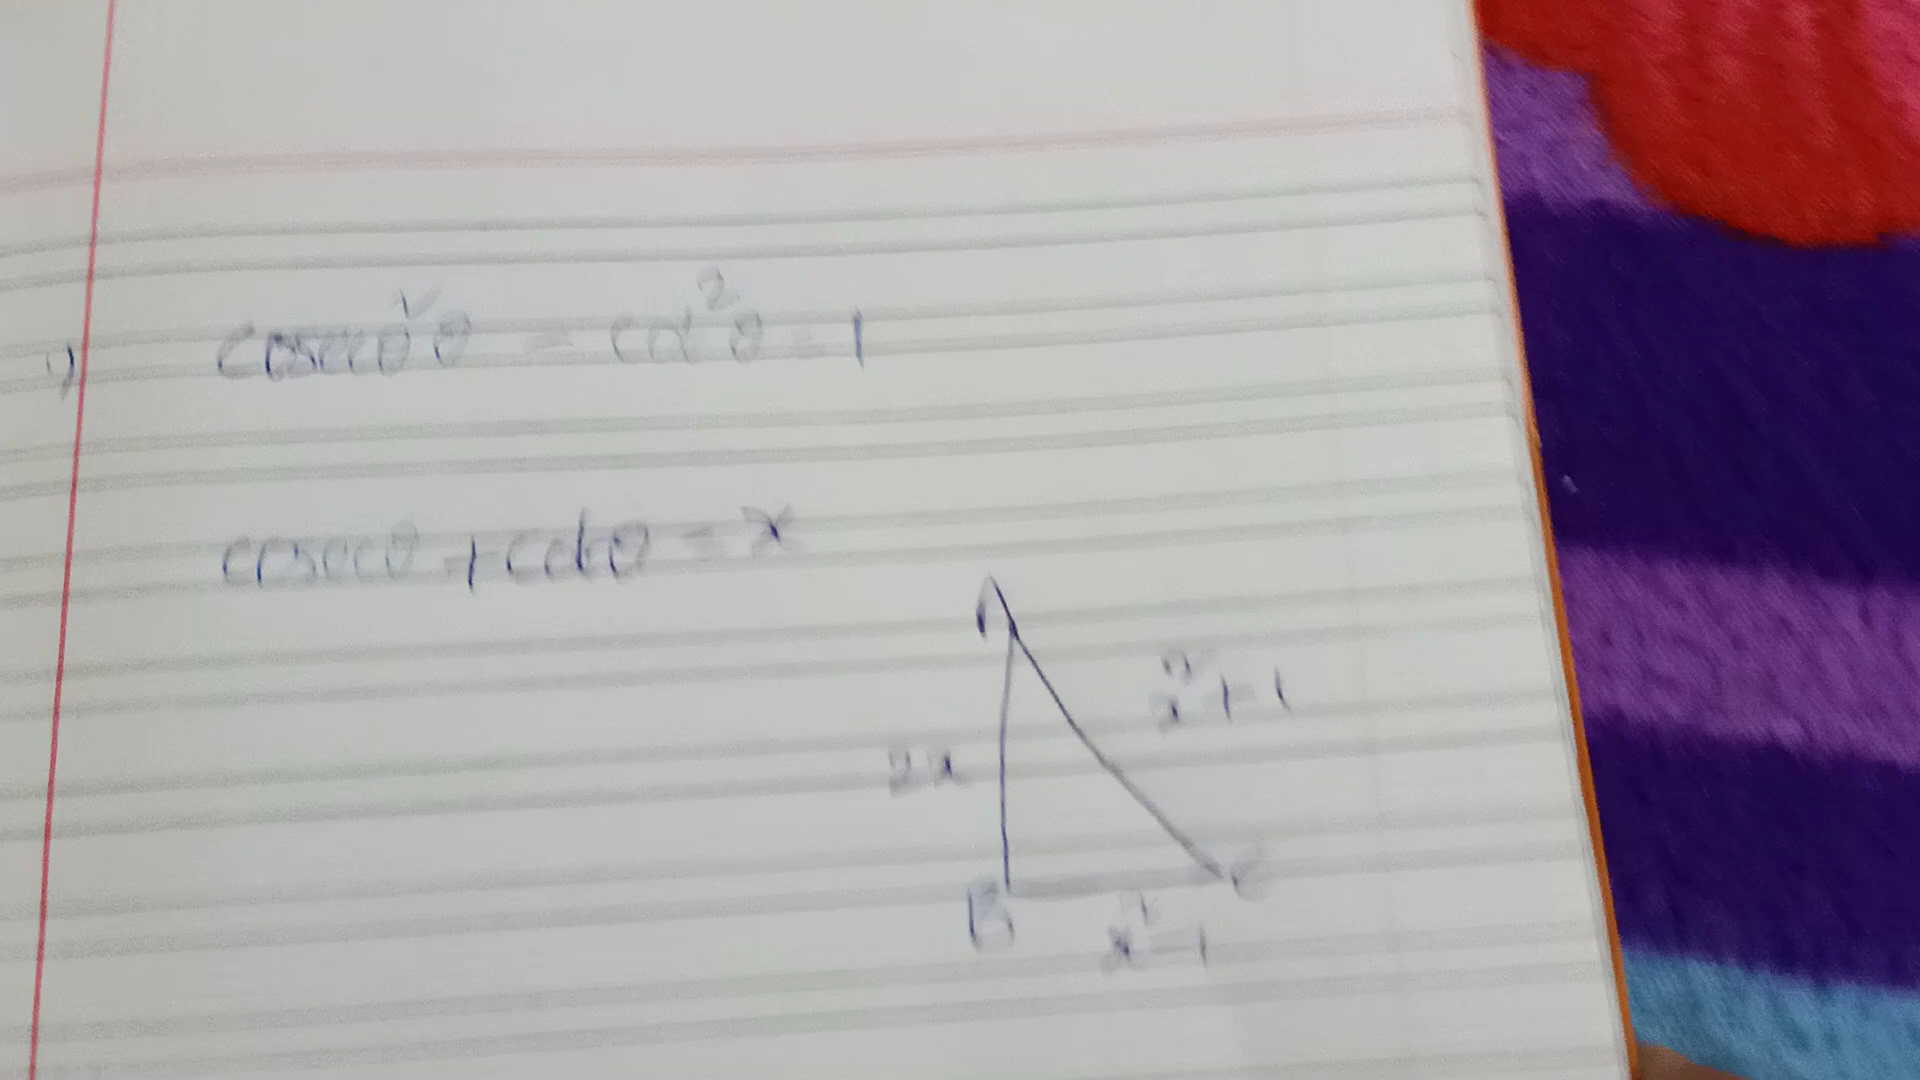 1) cosec²θ - cot²θ = 1
cosecθ + cotθ = x
A
x²+1
2x
B C
x²-1